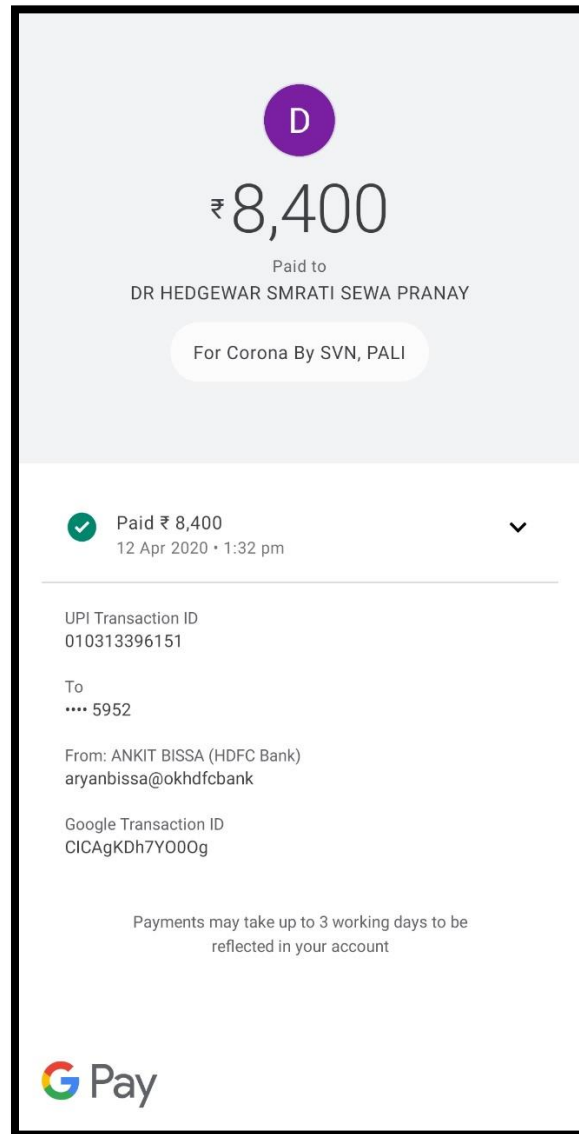 D
₹8,400
Paid to
DR HEDGEWAR SMRATI SEWA PRANAY
For Corona By SVN, PALI
Paid ₹ 8,400
12 Apr 2020 • 1:32 pm
UPI Transaction ID
010313396151
To
•••• 5952
From: ANKIT BISSA (HDFC Bank)
aryanbissa@okhdfcbank
Google Transaction ID
CICAgKDh7YO0Og
Payments may take up to 3 working days to be
reflected in your account
G Pay